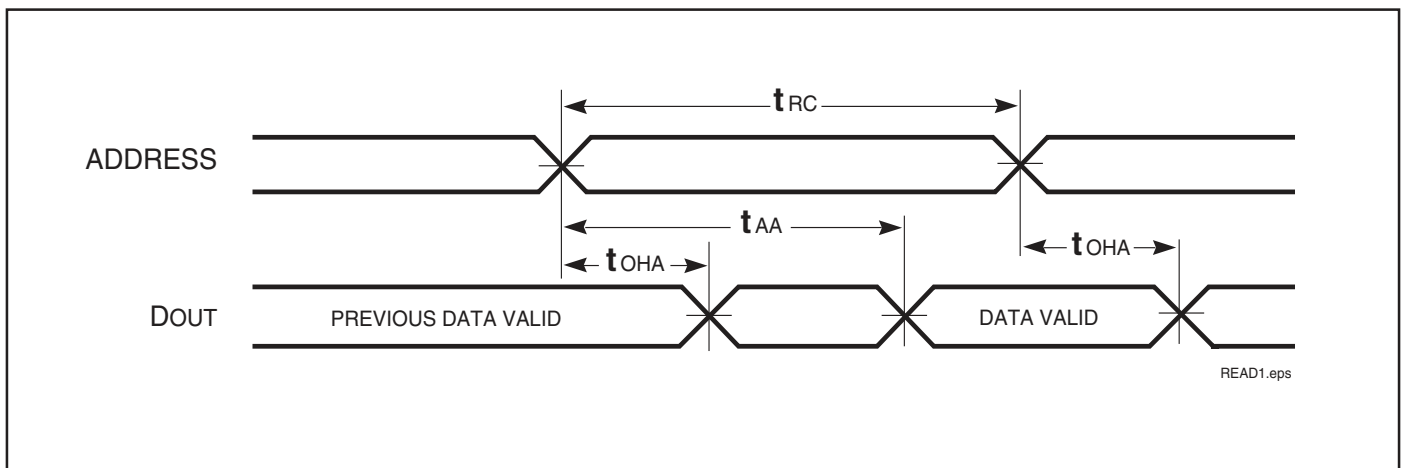 tRC
ADDRESS
tAA
tOHA
tOHA
DOUT
PREVIOUS DATA VALID
DATA VALID
READ1.eps